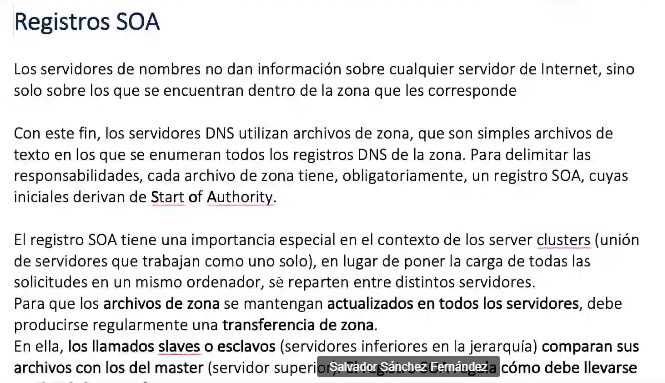 Registros SOA
Los servidores de nombres no dan información sobre cualquier servidor de Internet, sino
solo sobre los que se encuentran dentro de la zona que les corresponde
Con este fin, los servidores DNS utilizan archivos de zona, que son simples archivos de
texto en los que se enumeran todos los registros DNS de la zona. Para delimitar las
responsabilidades, cada archivo de zona tiene, obligatoriamente, un registro SOA, cuyas
iniciales derivan de Start of Authority.
El registro SOA tiene una importancia especial en el contexto de los server clusters (unión
de servidores que trabajan como uno solo), en lugar de poner la carga de todas las
solicitudes en un mismo ordenador, se reparten entre distintos servidores.
Para que los archivos de zona se mantengan actualizados en todos los servidores, debe
producirse regularmente una transferencia de zona.
En ella, los llamados slaves o esclavos (servidores inferiores en la jerarquía) comparan sus
archivos con los del master (servidor superior). cómo debe llevarse
Salvador Sánchez Fernández